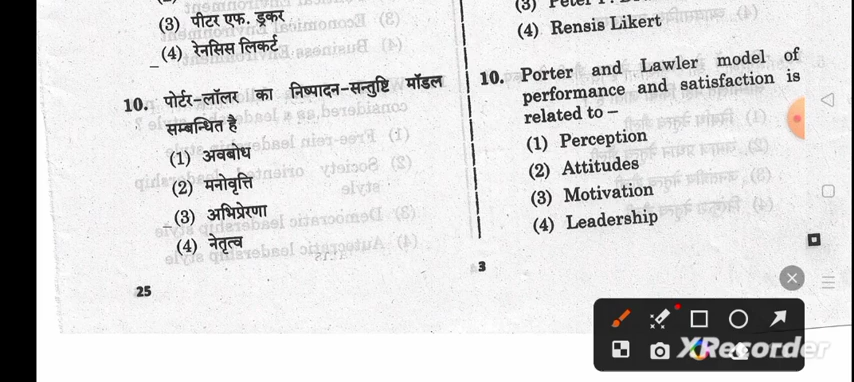 (3) पीटर एफ. ड्रकर
(4) रेनसिस लिकर्ट
10. पोर्टर-लॉलर का निष्पादन-सन्तुष्टि मॉडल
सम्बन्धित है
(1) अवबोध
(2) मनोवृत्ति
(3) अभिप्रेरणा
(4) नेतृत्व
25
(3) Peter F.
(4) Rensis Likert
10. Porter and Lawler model of
performance and satisfaction is
related to –
(1) Perception
(2) Attitudes
(3) Motivation
(4) Leadership
3
XRecorder